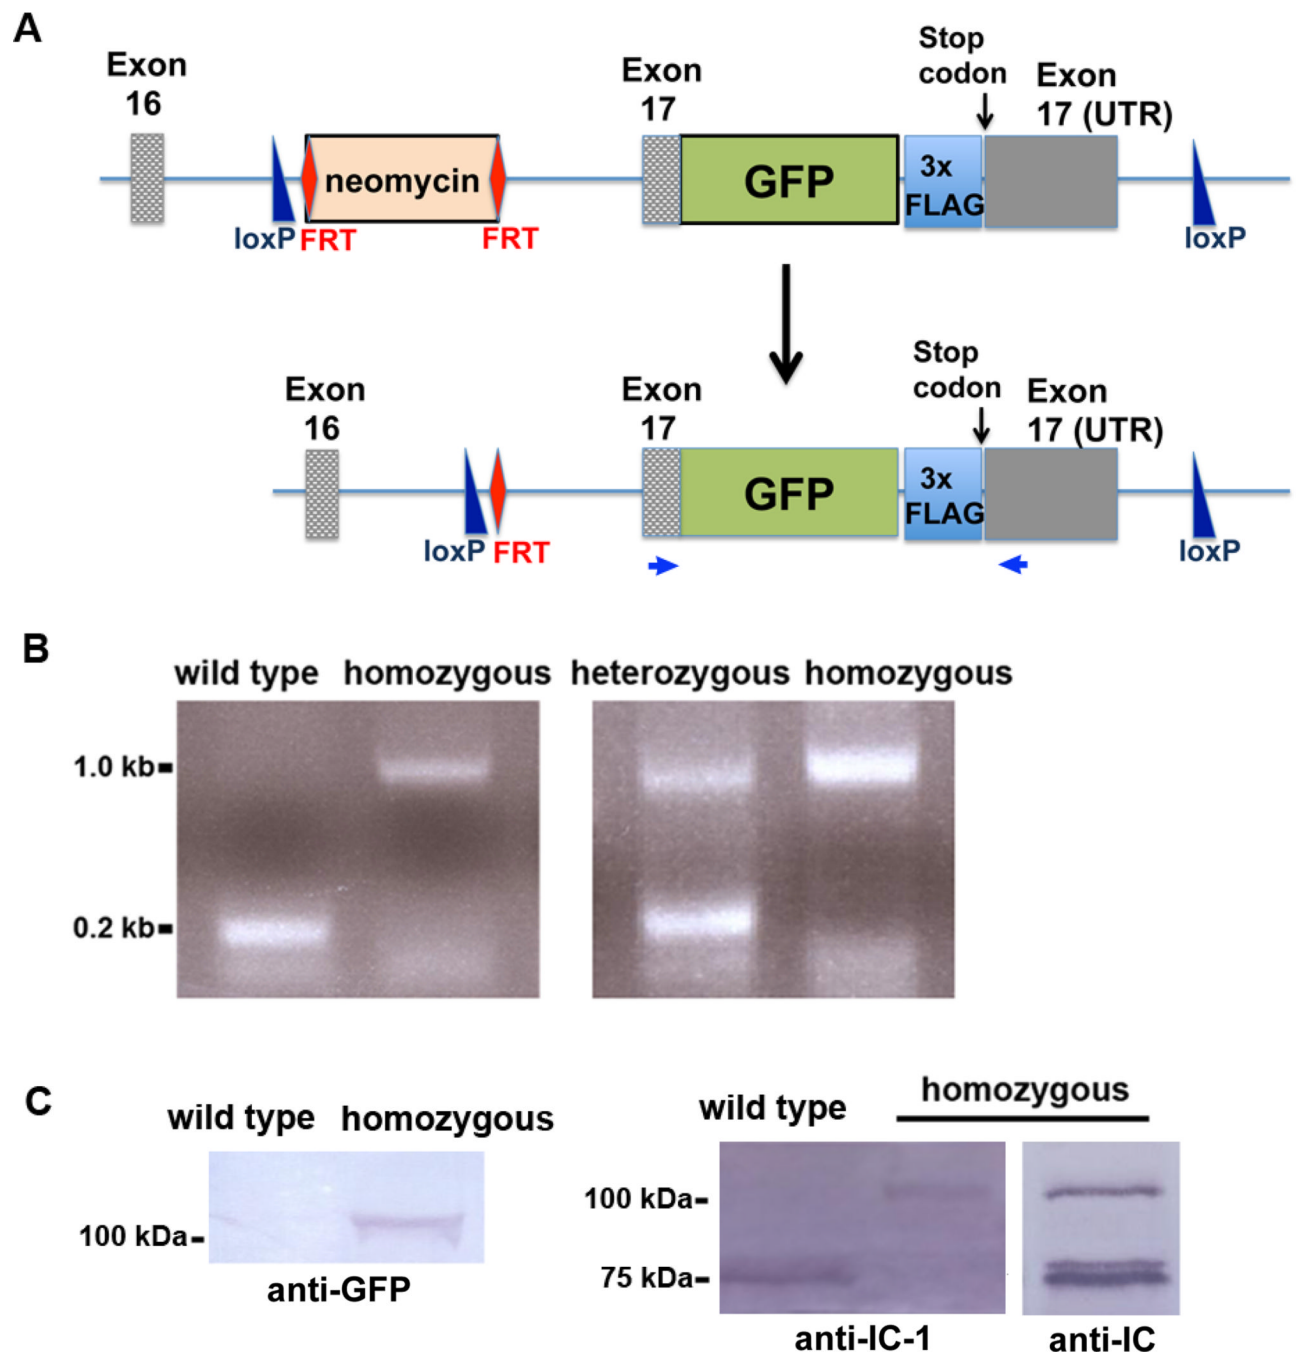 A
Exon
16
Exon
17
Stop
codon
Exon
17 (UTR)
neomycin
GFP
3x
FLAG
loxP
FRT
FRT
loxP
Exon
16
Exon
17
Stop
codon
Exon
17 (UTR)
GFP
3x
FLAG
loxP
FRT
loxP
B
wild type
homozygous
heterozygous
homozygous
1.0 kb
0.2 kb
C
wild type
homozygous
100 kDa
anti-GFP
wild type
homozygous
100 kDa
75 kDa
anti-IC-1
anti-IC